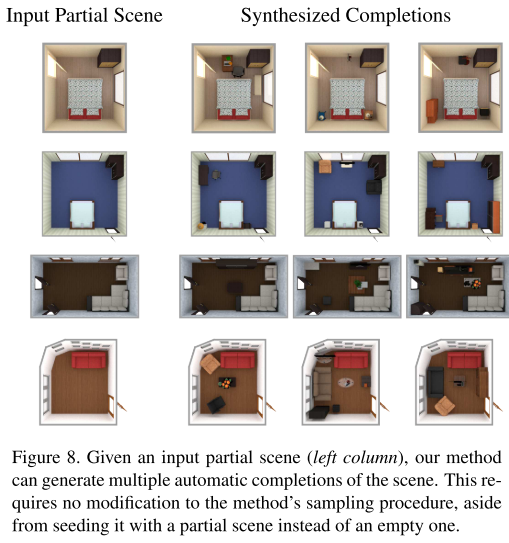 Input Partial Scene
Synthesized Completions
Figure 8. Given an input partial scene (left column), our method
can generate multiple automatic completions of the scene. This re-
quires no modification to the method's sampling procedure, aside
from seeding it with a partial scene instead of an empty one.